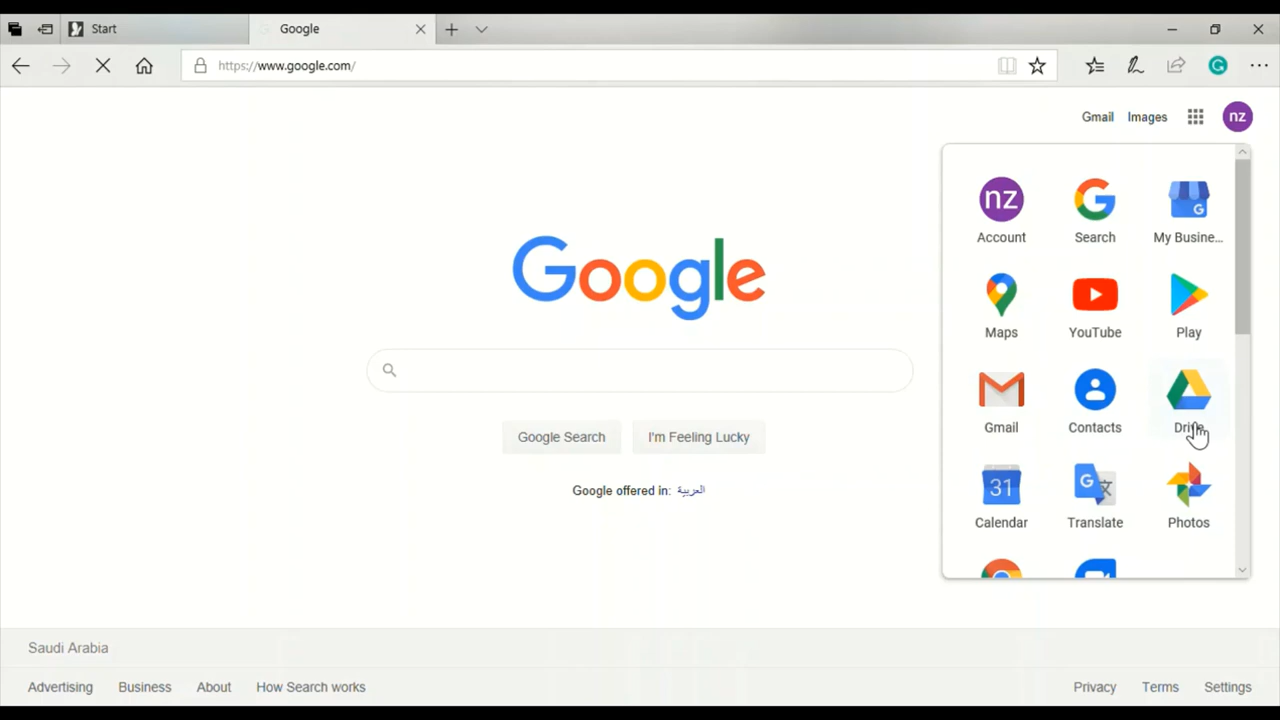 Start
Google
https://www.google.com/
Gmail Images nz
nz G G
Account Search My Busine...
Maps YouTube Play
Gmail Contacts Drive
31 G 文
Calendar Translate Photos
Google
Google Search I'm Feeling Lucky
Google offered in: العربية
Saudi Arabia
Advertising Business About How Search works
Privacy Terms Settings